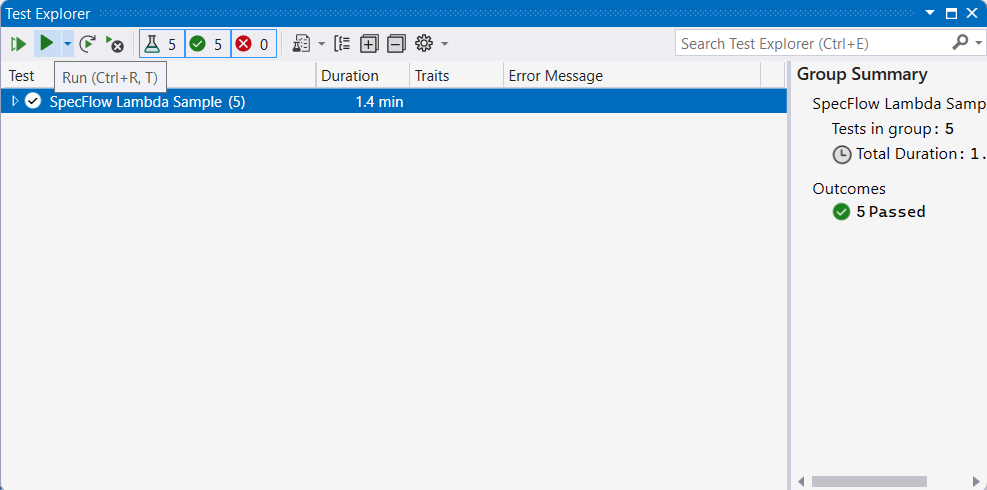 Test Explorer
5 5 0
Search Test Explorer (Ctrl+E)
Test Duration Traits Error Message
Run (Ctrl+R, T)
SpecFlow Lambda Sample (5) 1.4 min
Group Summary
SpecFlow Lambda Samp
Tests in group: 5
Total Duration: 1.
Outcomes
5 Passed